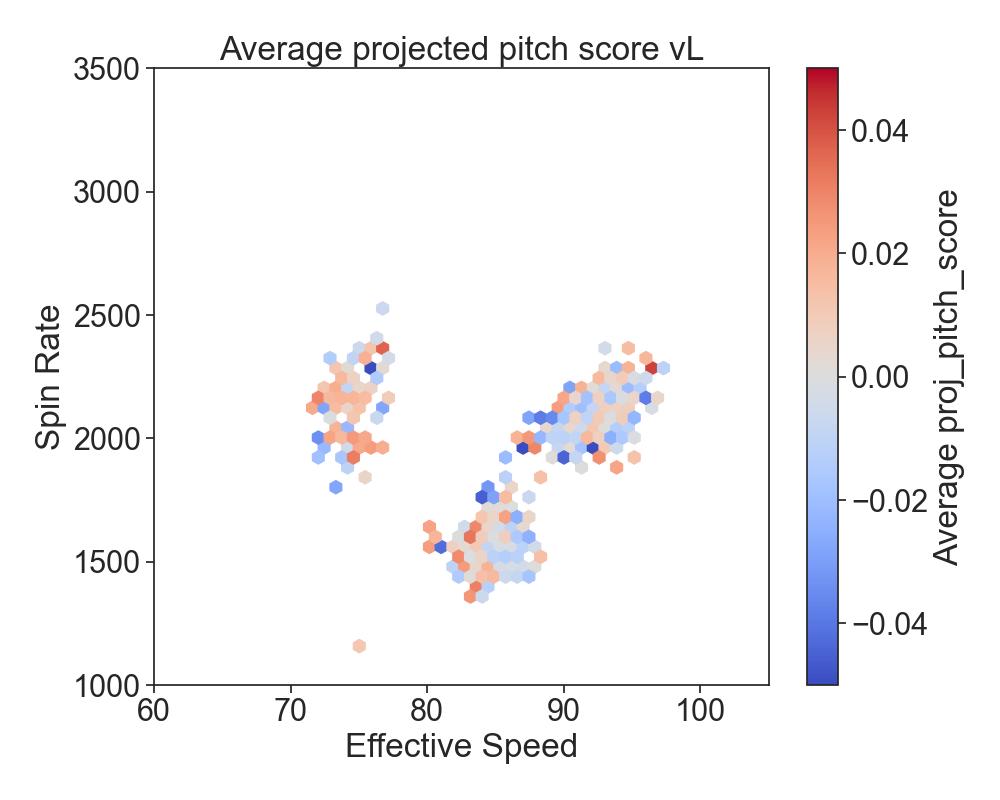 Average projected pitch score vL
3500
3000
2500
2000
1500
1000
Spin Rate
60 70 80 90 100
Effective Speed
0.04
0.02
0.00
−0.02
−0.04
Average proj_pitch_score